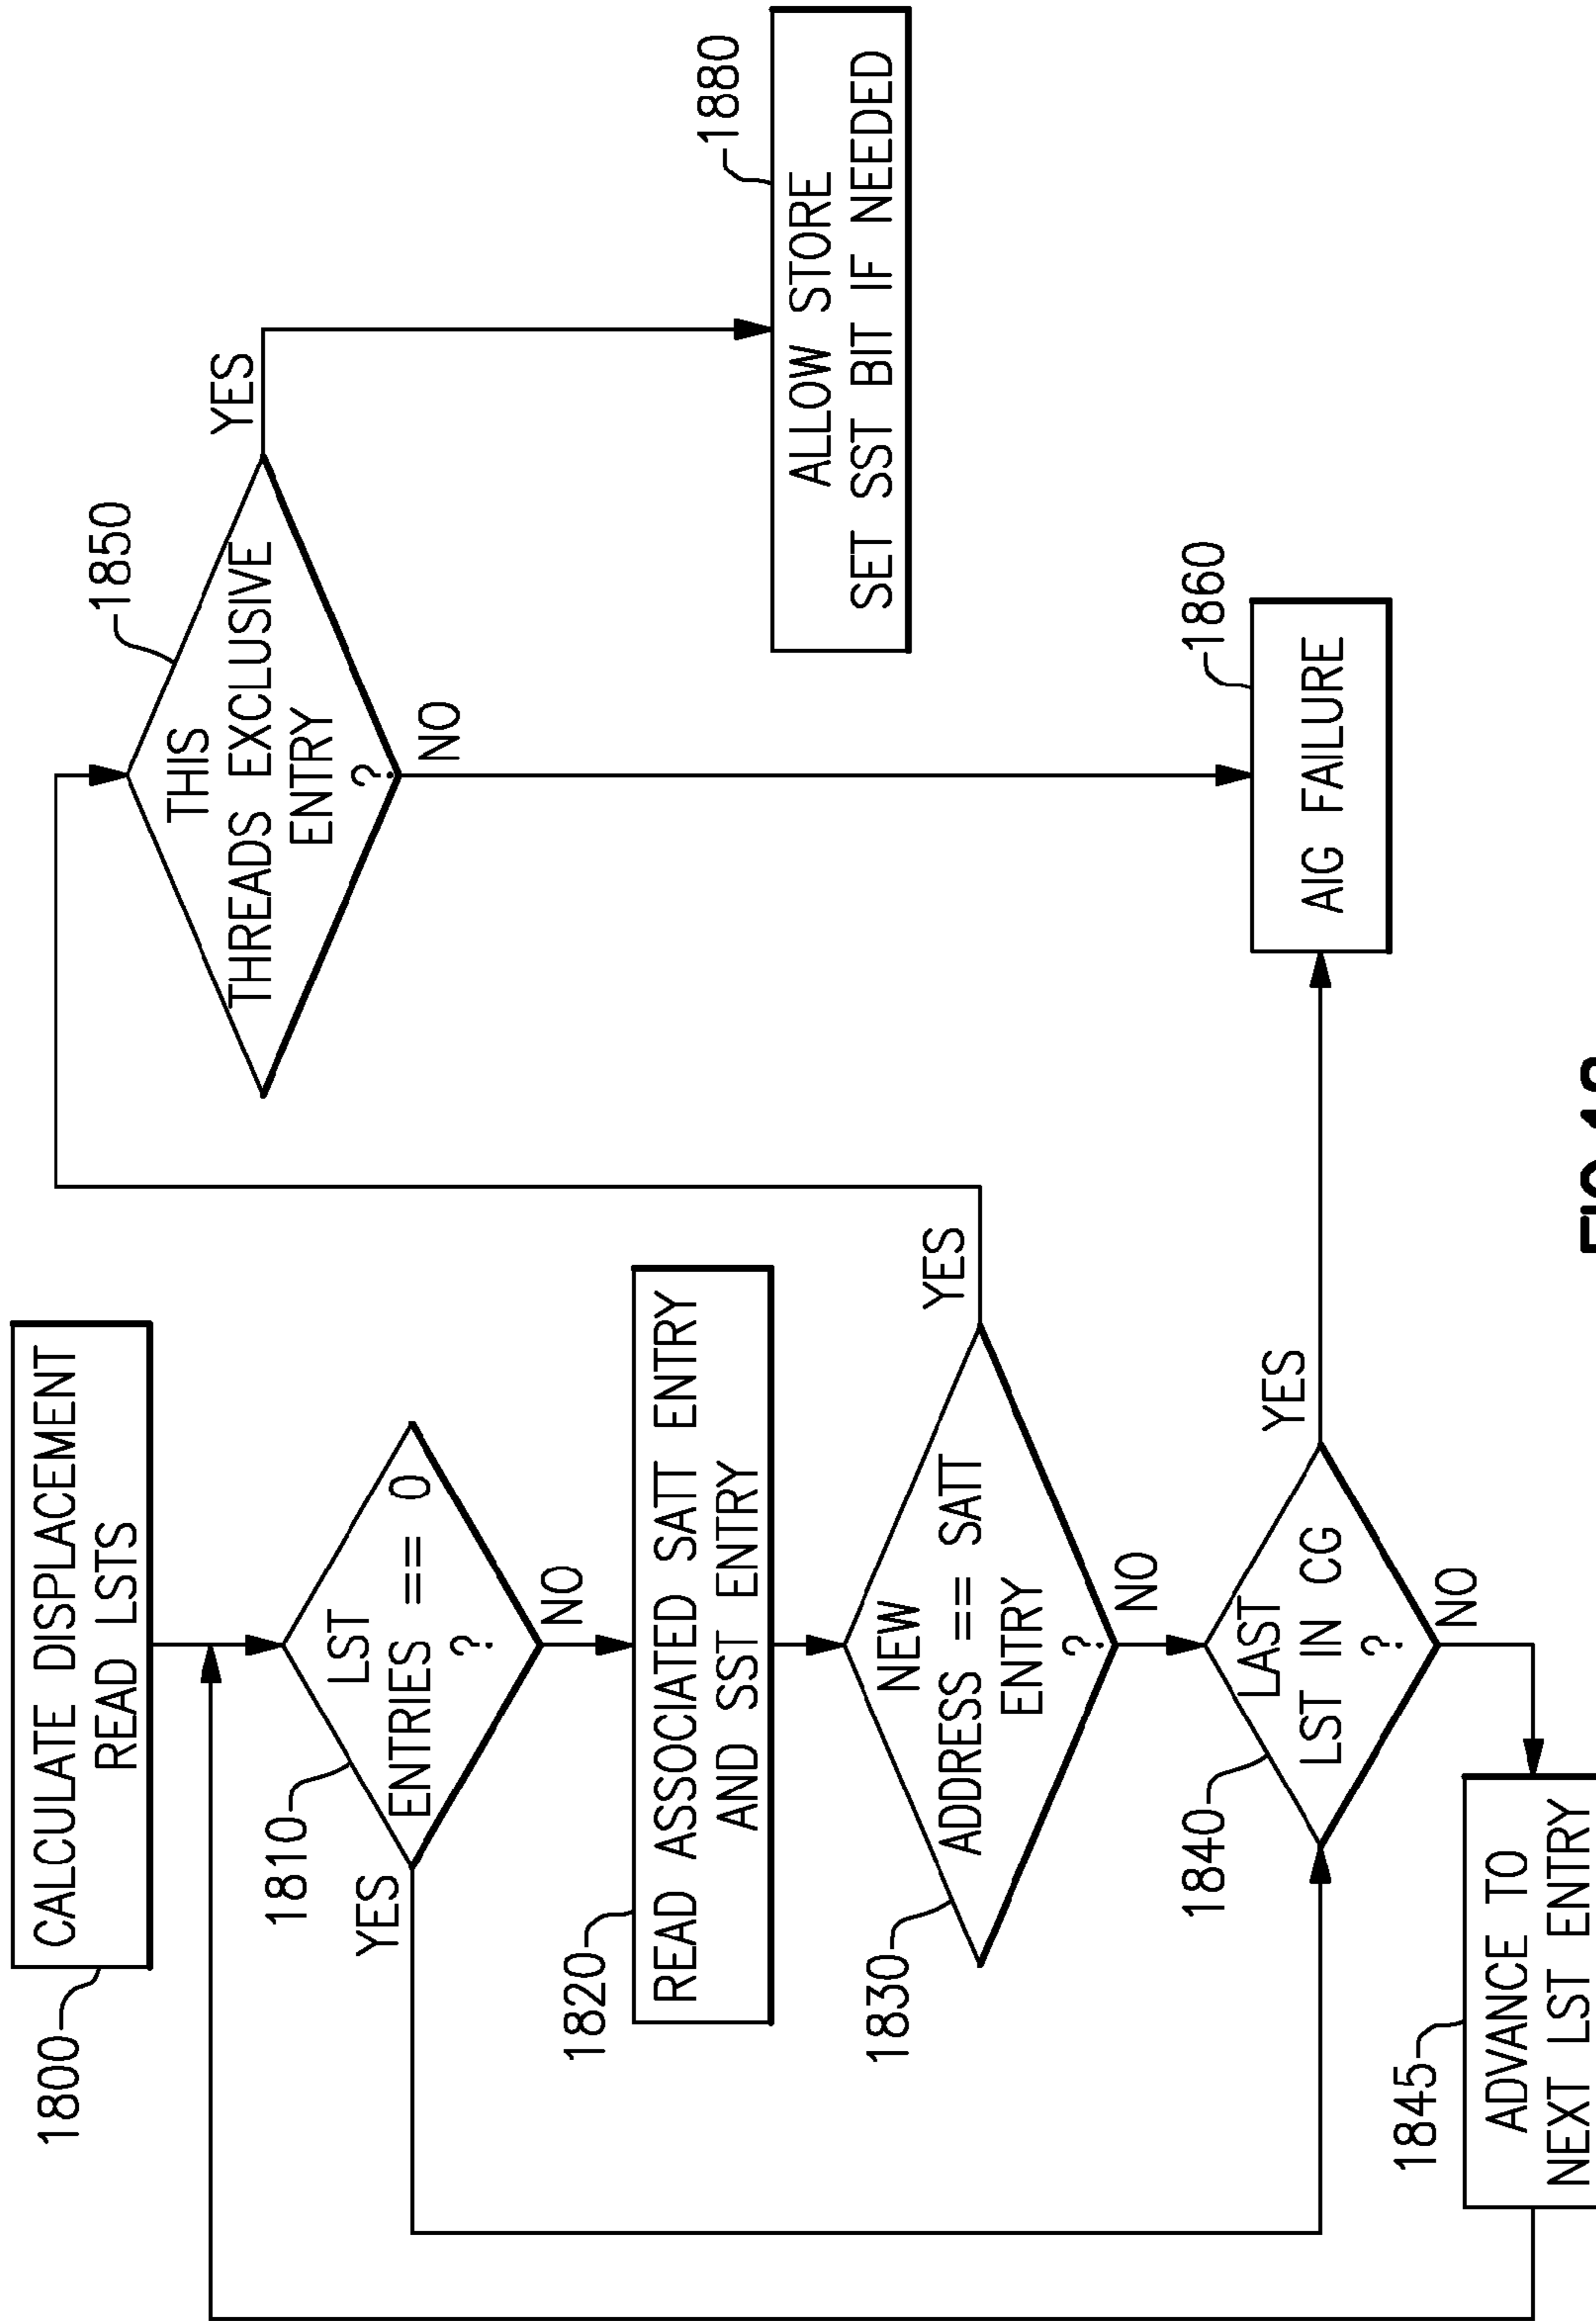 1800
CALCULATE DISPLACEMENT
READ LSTS
1810
LST
ENTRIES == 0
?
YES
NO
1820
READ ASSOCIATED SATT ENTRY
AND SST ENTRY
1830
NEW
ADDRESS == SATT
ENTRY
?
YES
NO
1840
LAST
LST IN CG
?
YES
NO
1845
ADVANCE TO
NEXT LST ENTRY
1850
THIS
THREADS EXCLUSIVE
ENTRY
?
YES
NO
1880
ALLOW STORE
SET SST BIT IF NEEDED
1860
AIG FAILURE